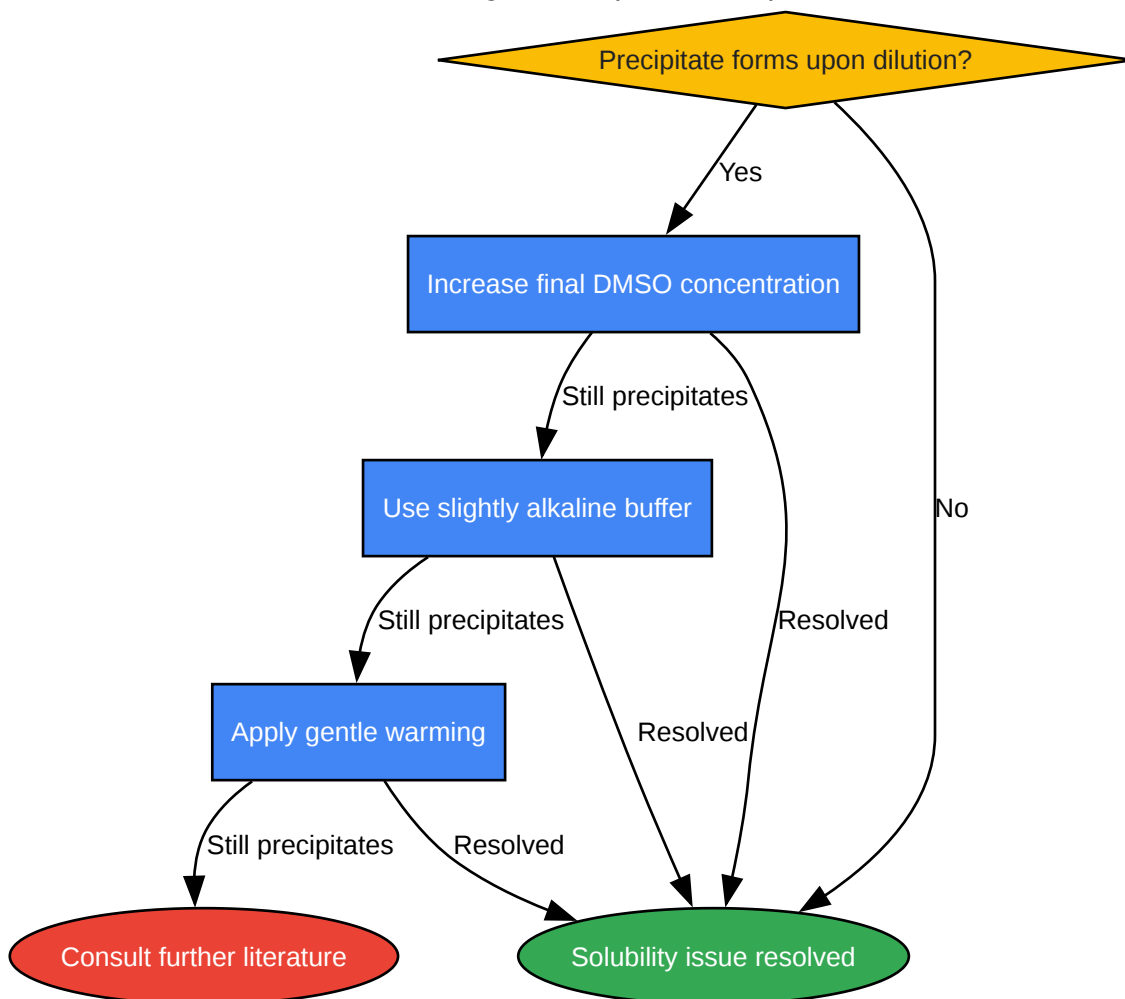 Precipitate forms upon dilution?
Yes
Increase final DMSO concentration
Still precipitates
Use slightly alkaline buffer
No
Still precipitates
Resolved
Apply gentle warming
Resolved
Still precipitates
Resolved
Consult further literature
Solubility issue resolved